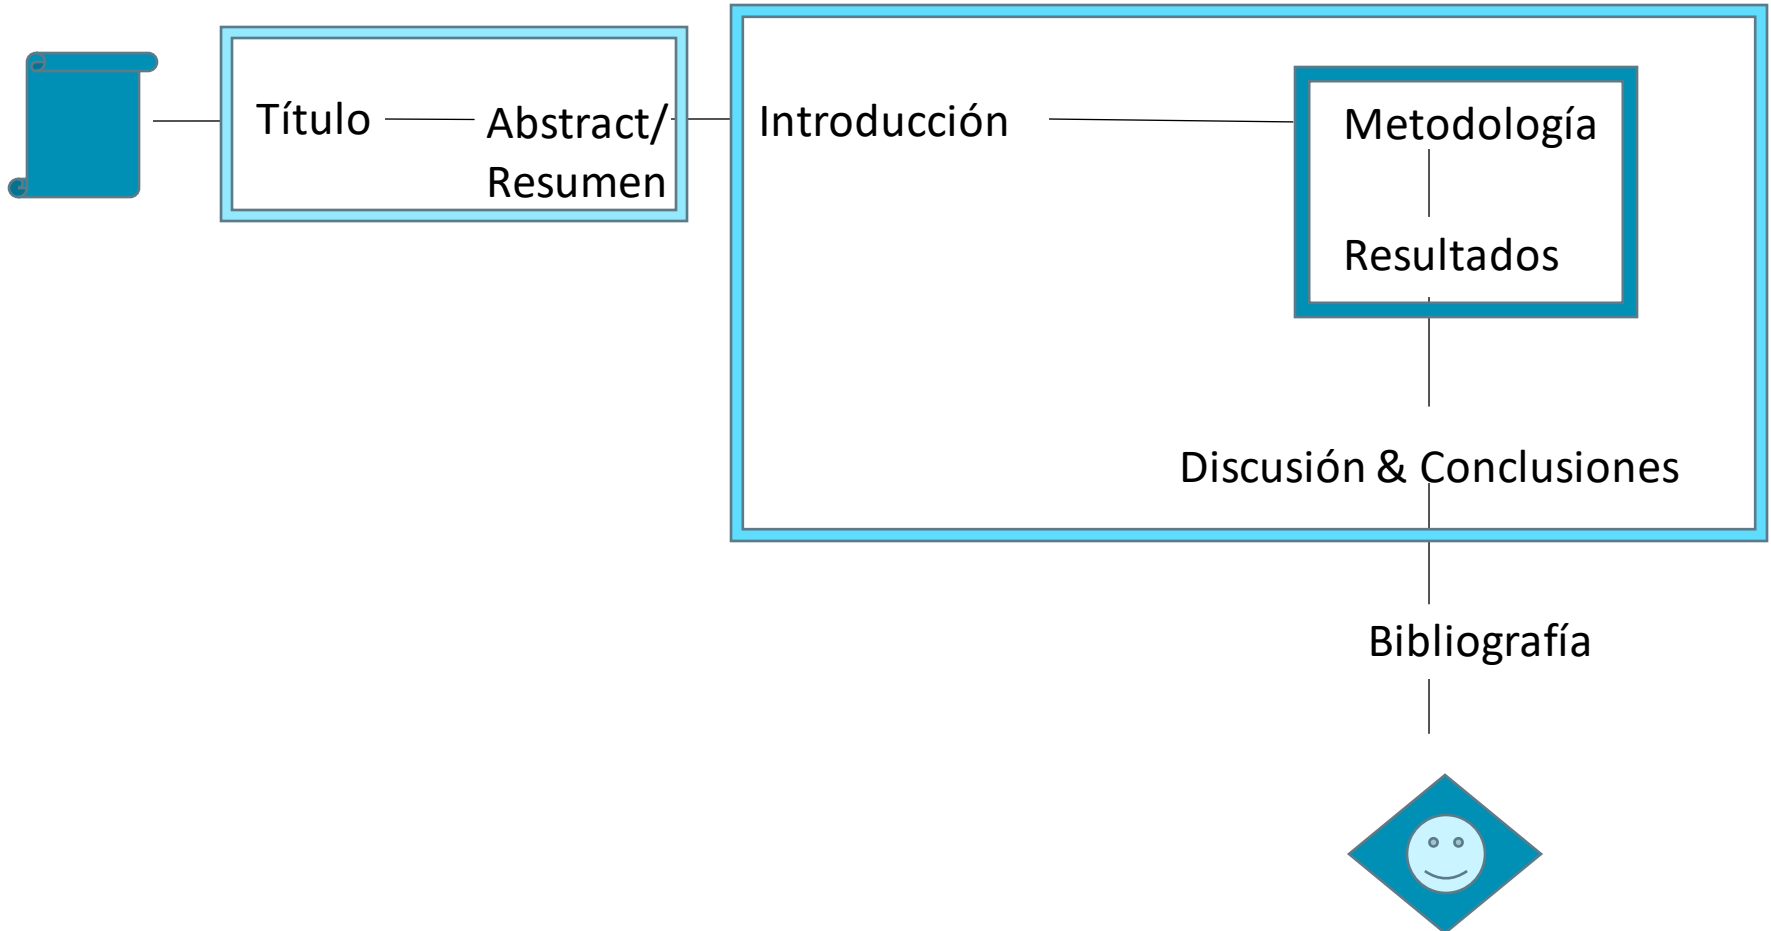 Título
Abstract/
Resumen
Introducción
Metodología
Resultados
Discusión & Conclusiones
Bibliografía